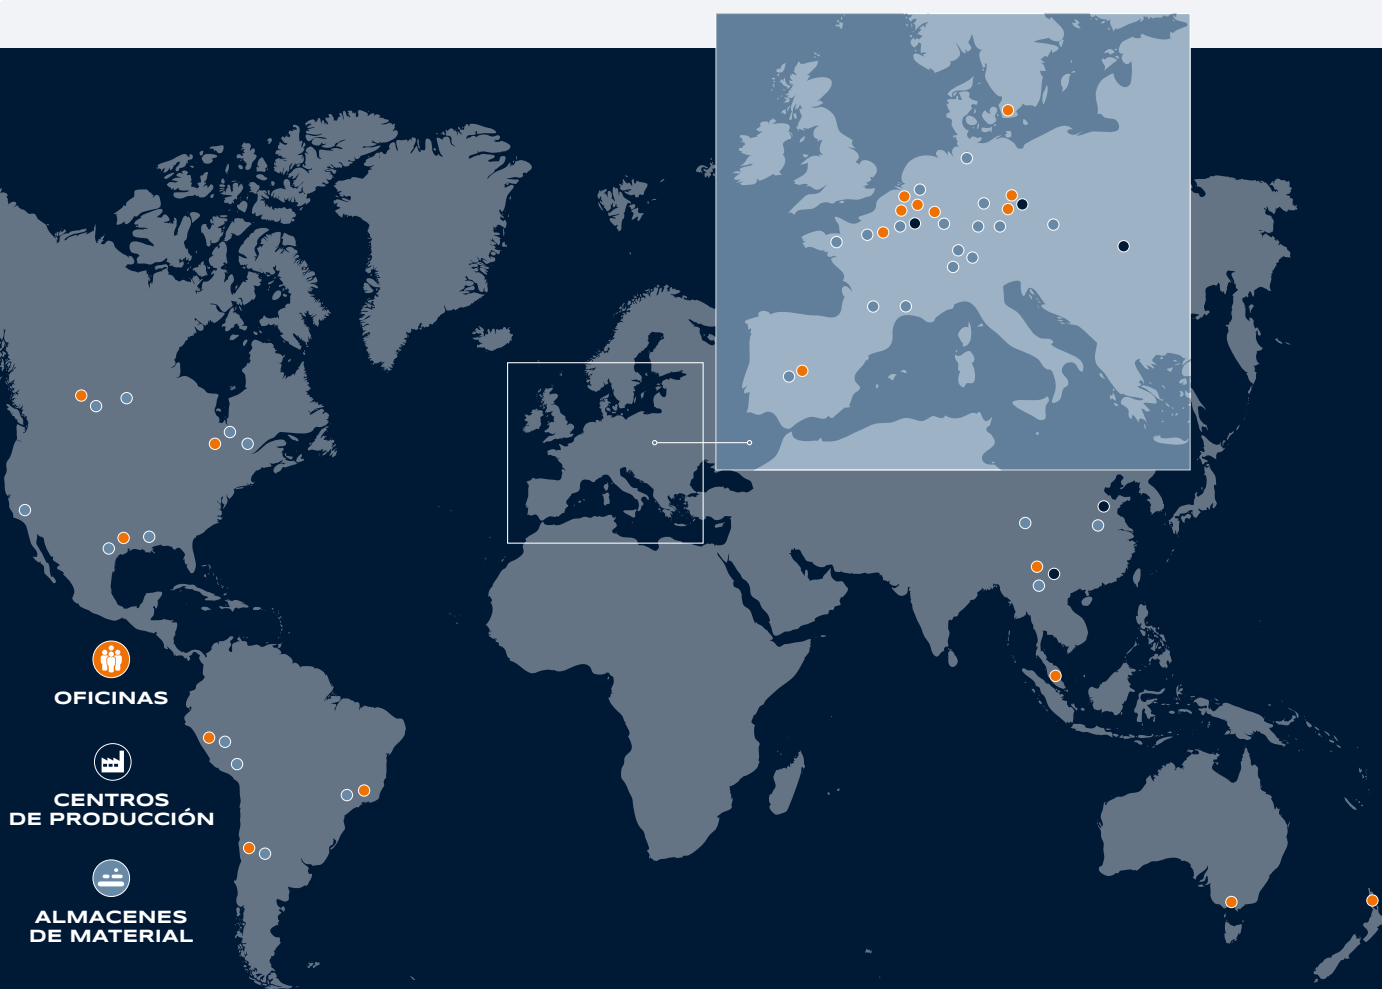 OFICINAS
CENTROS
DE PRODUCCIÓN
ALMACENES
DE MATERIAL